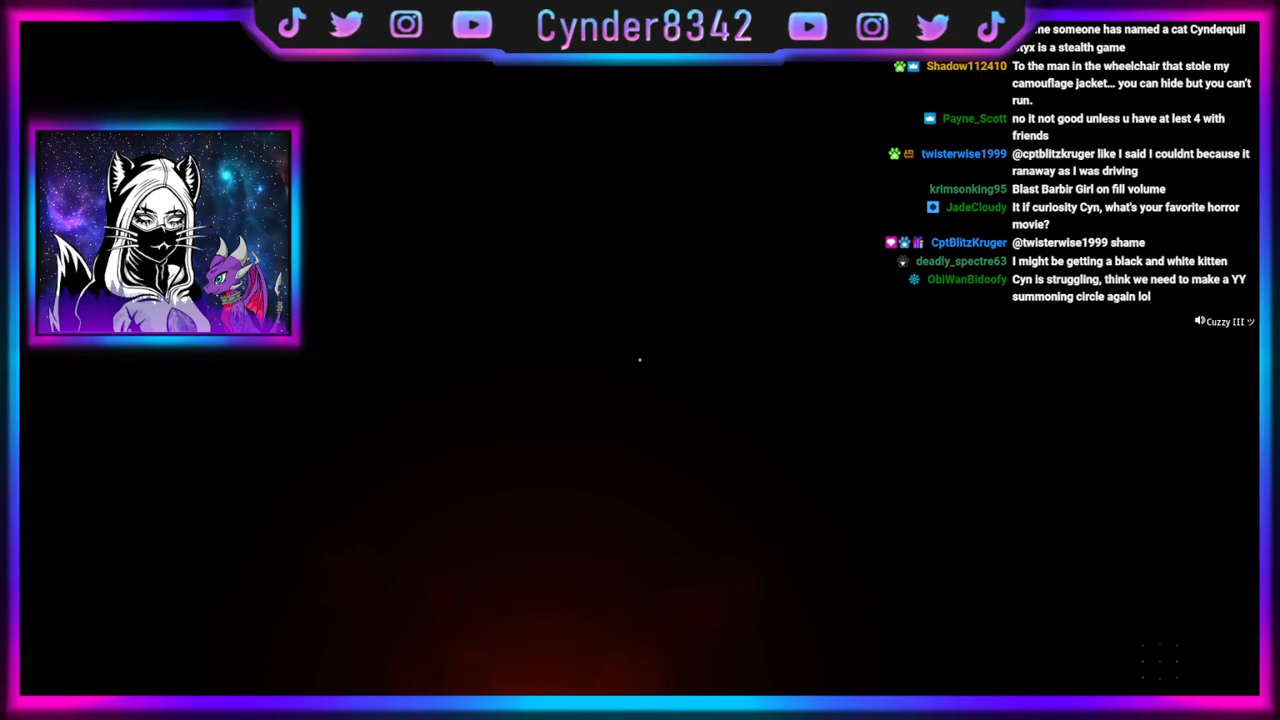 Cynder8342
someone has named a cat Cynderquil
is a stealth game
Shadow112410 To the man in the wheelchair that stole my
camouflage jacket... you can hide but you can't
run.
Payne_Scott no it not good unless u have at lest 4 with
friends
twisterwise1999 @cptblitzkruger like I said I couldnt because it
ranaway as I was driving
krimsonking95 Blast Barbir Girl on fill volume
JadeCloudy It if curiosity Cyn, what's your favorite horror
movie?
CptBlitzKruger @twisterwise1999 shame
deadly_spectre63 I might be getting a black and white kitten
ObiWanBidoofy Cyn is struggling, think we need to make a YY
summoning circle again lol
Cuzzy III ツ